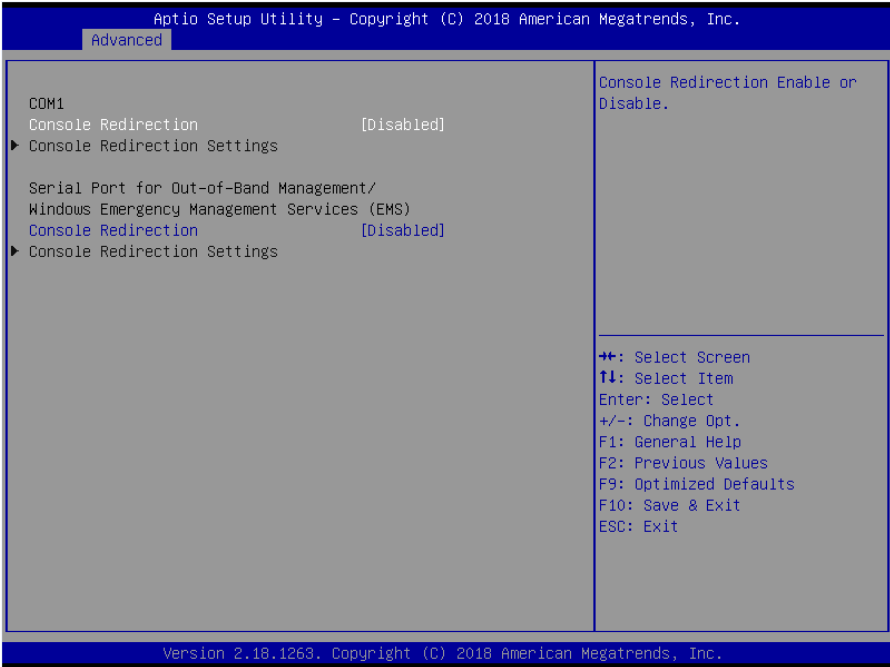 Aptio Setup Utility – Copyright (C) 2018 American Megatrends, Inc.
Advanced
COM1
Console Redirection [Disabled]
Console Redirection Settings
Serial Port for Out-of-Band Management/
Windows Emergency Management Services (EMS)
Console Redirection [Disabled]
Console Redirection Settings
Console Redirection Enable or
Disable.
→←: Select Screen
↑↓: Select Item
Enter: Select
+/-: Change Opt.
F1: General Help
F2: Previous Values
F9: Optimized Defaults
F10: Save & Exit
ESC: Exit
Version 2.18.1263. Copyright (C) 2018 American Megatrends, Inc.